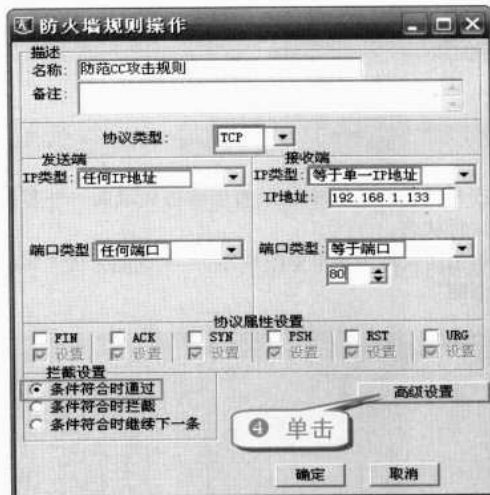 防火墙规则操作
描述
名称: 防范CC攻击规则
备注:
协议类型: TCP
发送端 接收端
IP类型: 任何IP地址 IP类型: 等于单一IP地址
IP地址: 192.168.1.133
端口类型 任何端口 端口类型: 等于端口
80
协议属性设置
FIN ACK SYN PSH RST URG
设置 设置 设置 设置 设置 设置
拦截设置
条件符合时通过 高级设置
条件符合时拦截
条件符合时继续下一条
❹ 单击
确定 取消